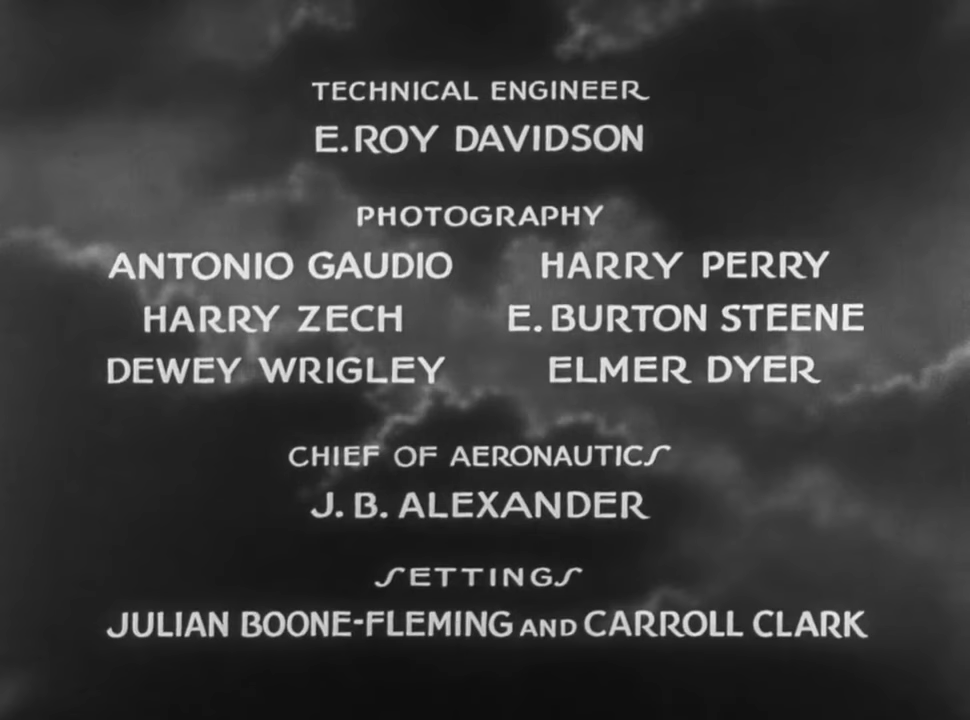 TECHNICAL ENGINEER
E. ROY DAVIDSON
PHOTOGRAPHY
ANTONIO GAUDIO HARRY PERRY
HARRY ZECH E. BURTON STEENE
DEWEY WRIGLEY ELMER DYER
CHIEF OF AERONAUTICS
J. B. ALEXANDER
SETTINGS
JULIAN BOONE-FLEMING AND CARROLL CLARK